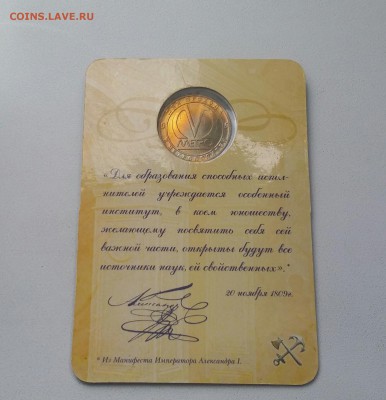 COINS.LAVE.RU
«Для образования способных испол-
нителей учреждается особенный
институт, в коем юношеству,
желающему посвятить себя сей
важной части, открыты будут все
источники наук, ей свойственных».*
20 ноября 1809г.
* Из Манифеста Императора Александра I.